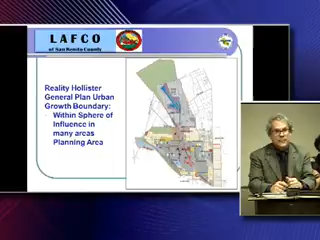 L A F C O
of San Benito County
Reality Hollister
General Plan Urban
Growth Boundary:
Within Sphere of
Influence in
many areas
Planning Area